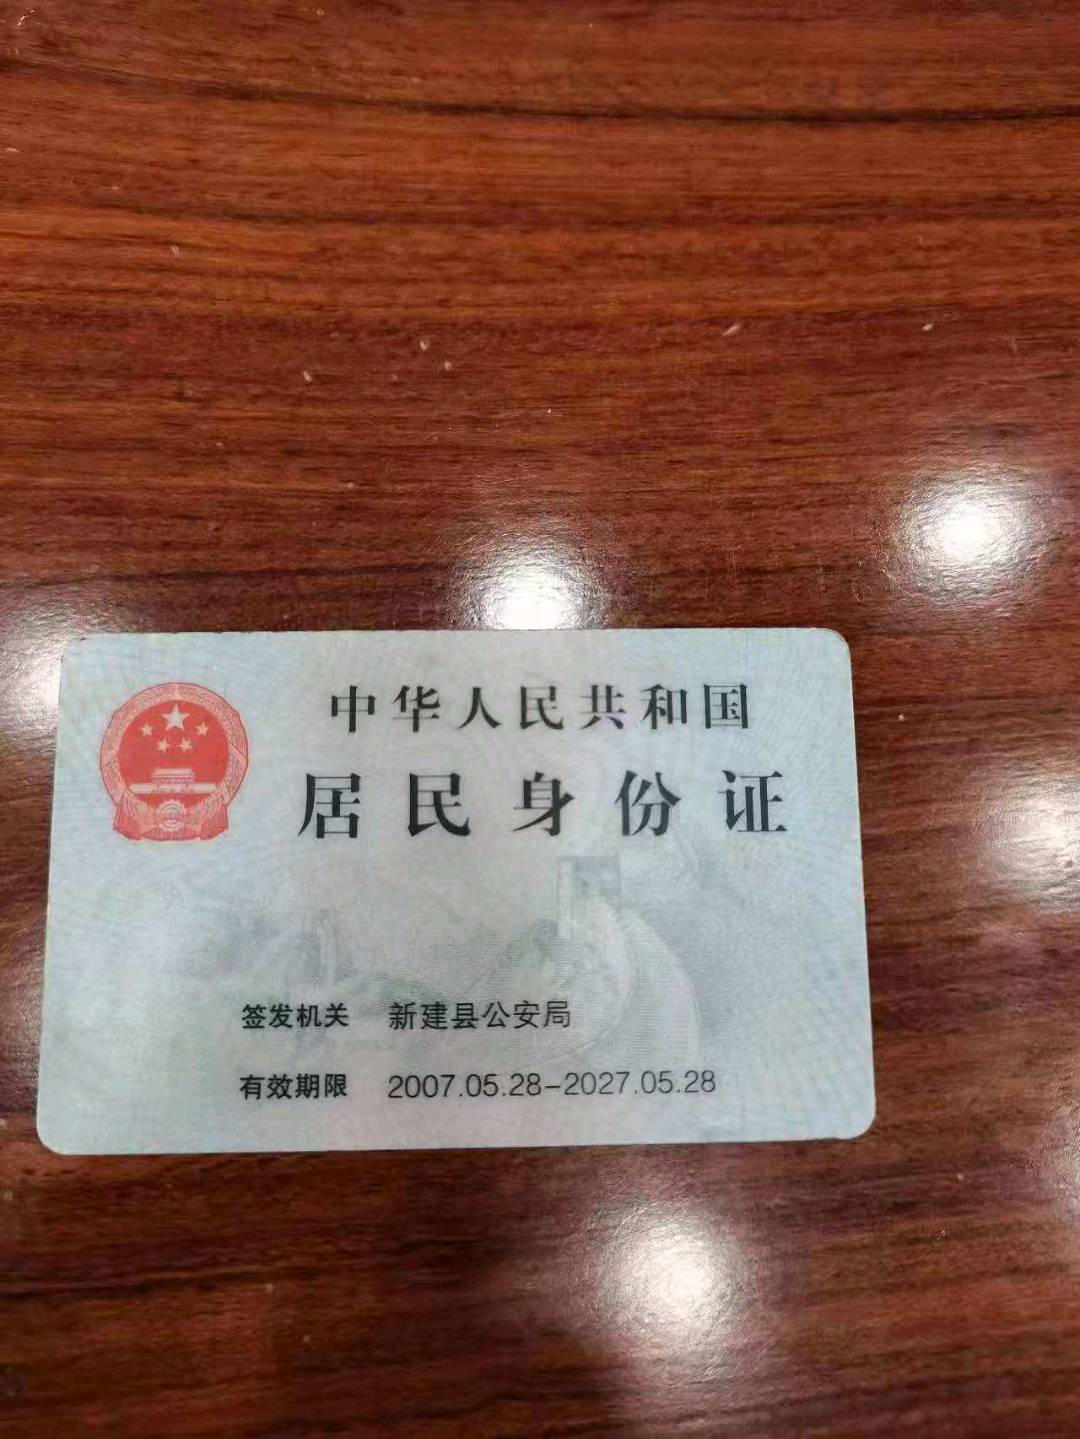 中华人民共和国
居民身份证
签发机关 新建县公安局
有效期限 2007.05.28-2027.05.28